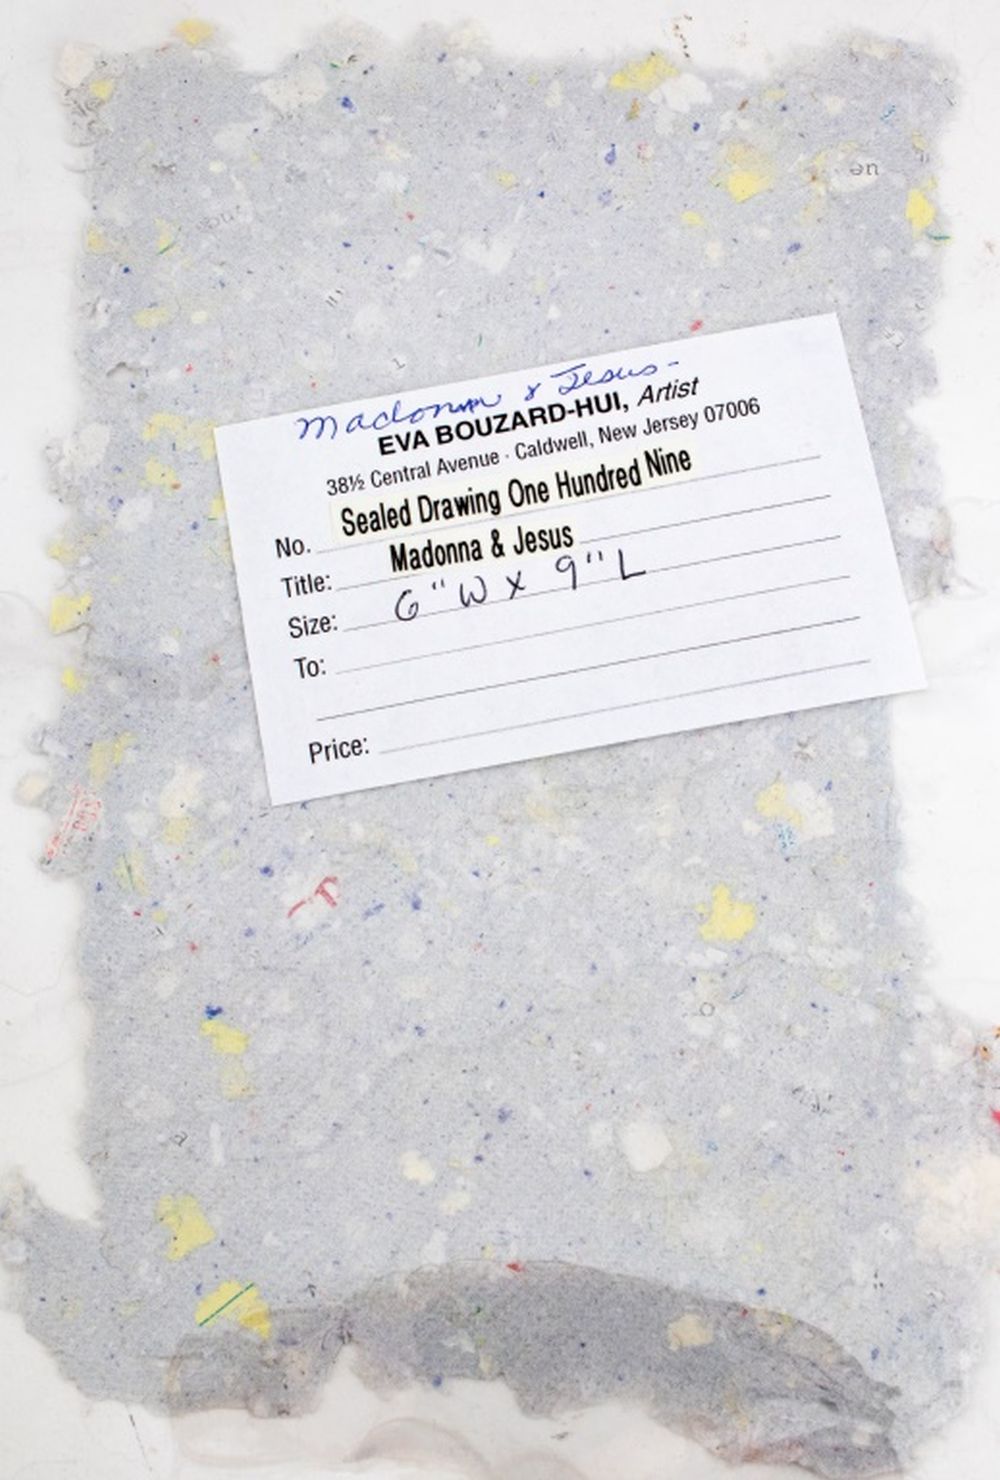 Madonna & Jesus-
EVA BOUZARD-HUI, Artist
38½ Central Avenue · Caldwell, New Jersey 07006
No. Sealed Drawing One Hundred Nine
Title: Madonna & Jesus
Size: 6" W x 9" L
To:
Price: